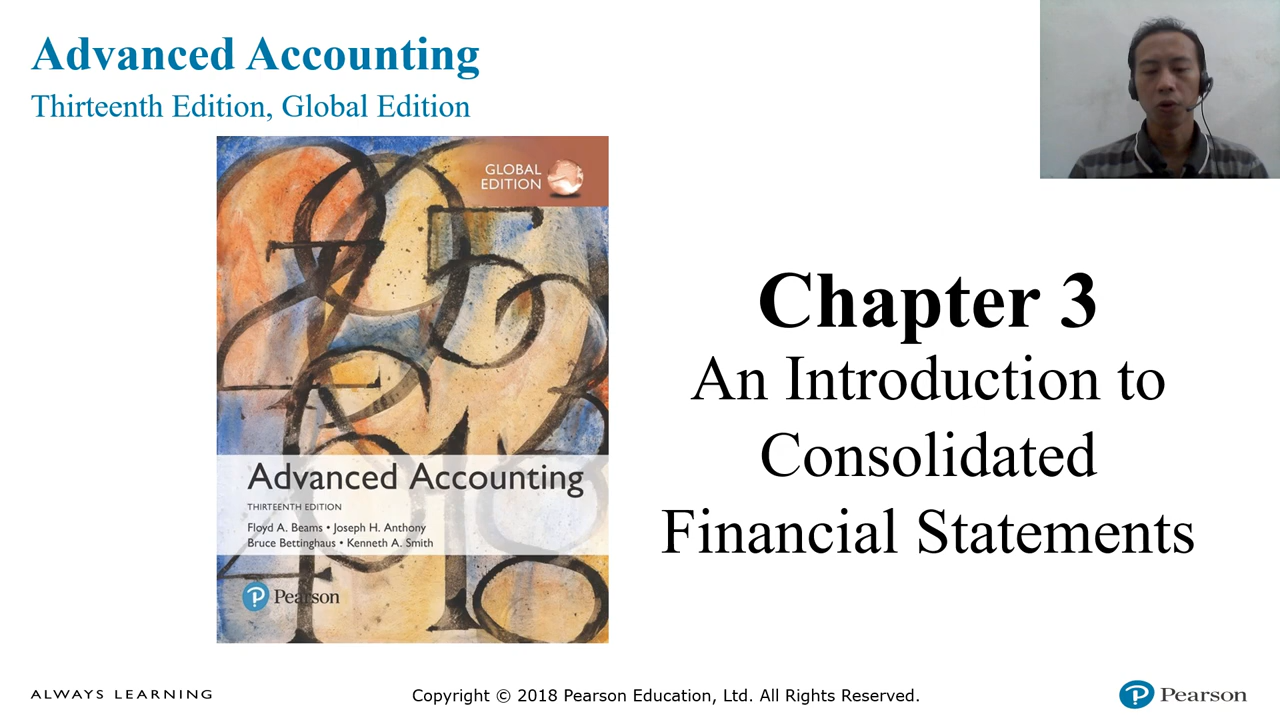 Advanced Accounting
Thirteenth Edition, Global Edition
GLOBAL
EDITION
Advanced Accounting
THIRTEENTH EDITION
Floyd A. Beams • Joseph H. Anthony
Bruce Bettinghaus • Kenneth A. Smith
Pearson
Chapter 3
An Introduction to
Consolidated
Financial Statements
ALWAYS LEARNING
Copyright © 2018 Pearson Education, Ltd. All Rights Reserved.
Pearson